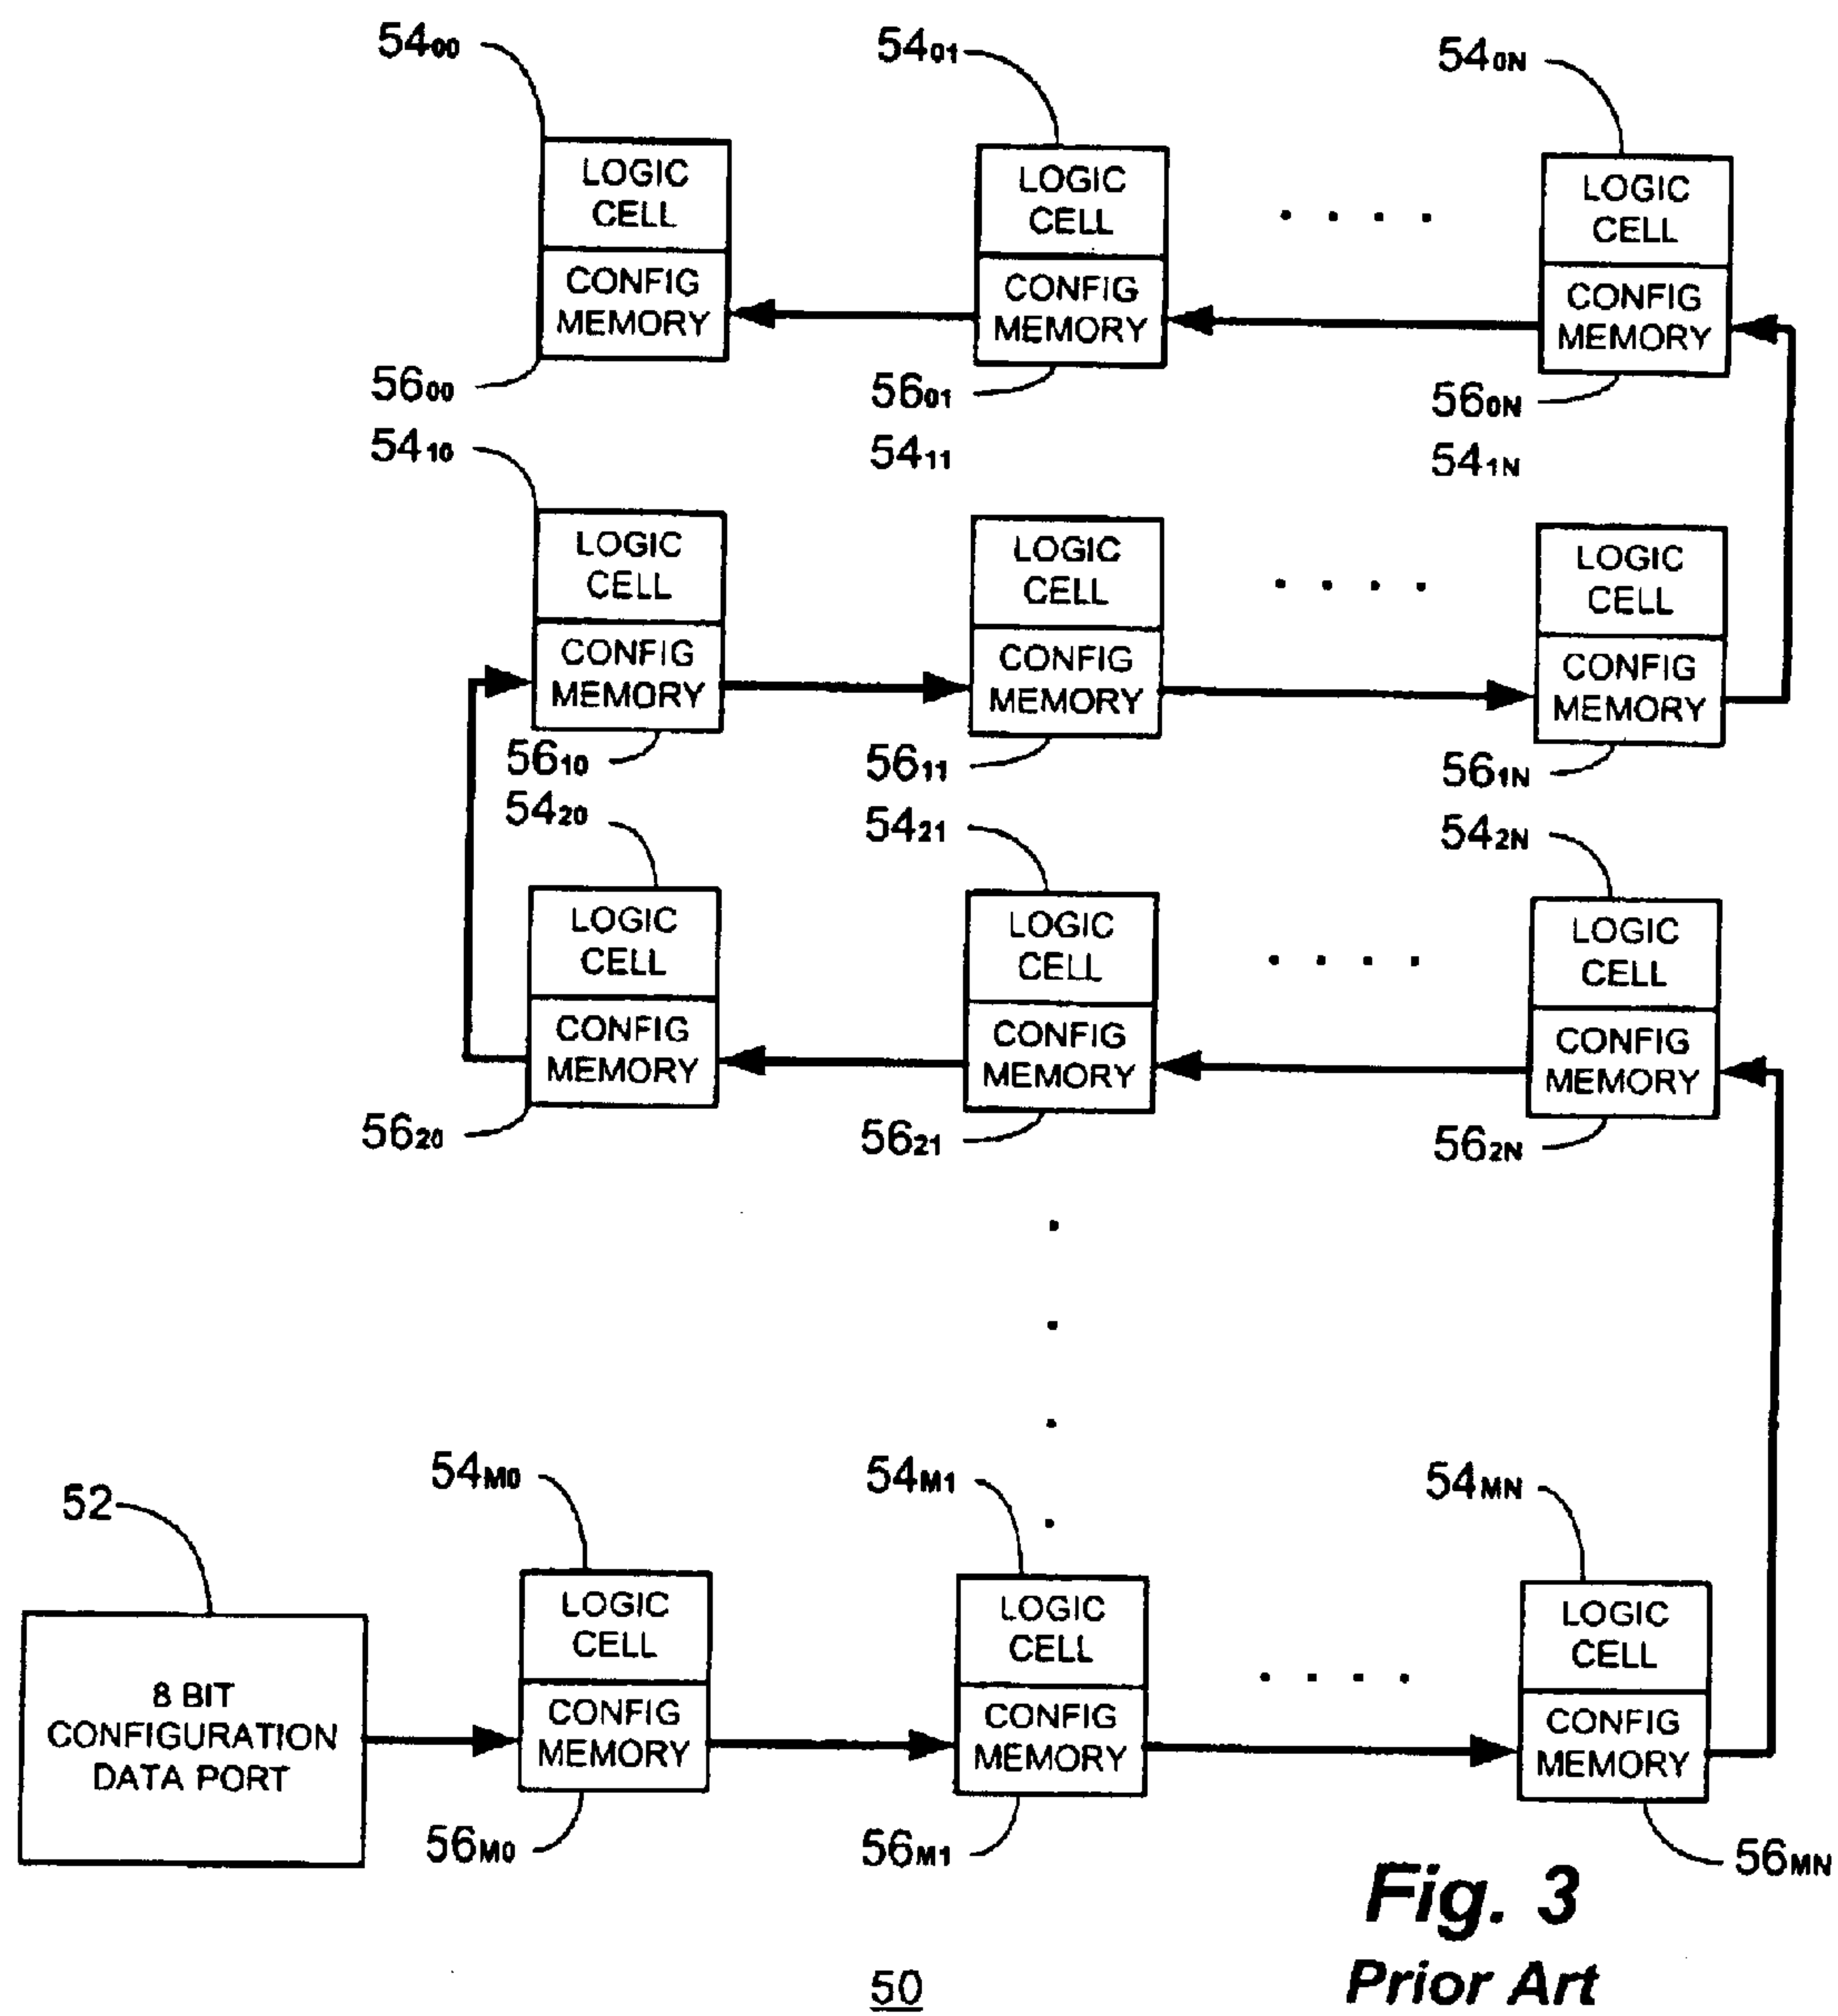 54₀₀ 54₀₁ 54₀N
LOGIC CELL LOGIC CELL LOGIC CELL
CONFIG MEMORY CONFIG MEMORY CONFIG MEMORY
56₀₀ 56₀₁ 56₀N
54₁₀ 54₁₁ 54₁N
LOGIC CELL LOGIC CELL LOGIC CELL
CONFIG MEMORY CONFIG MEMORY CONFIG MEMORY
56₁₀ 56₁₁ 56₁N
54₂₀ 54₂₁ 54₂N
LOGIC CELL LOGIC CELL LOGIC CELL
CONFIG MEMORY CONFIG MEMORY CONFIG MEMORY
56₂₀ 56₂₁ 56₂N
52 54M0 54M1 54MN
LOGIC CELL LOGIC CELL LOGIC CELL
8 BIT
CONFIGURATION
DATA PORT
CONFIG MEMORY CONFIG MEMORY CONFIG MEMORY
56M0 56M1 56MN
Fig. 3
Prior Art
50